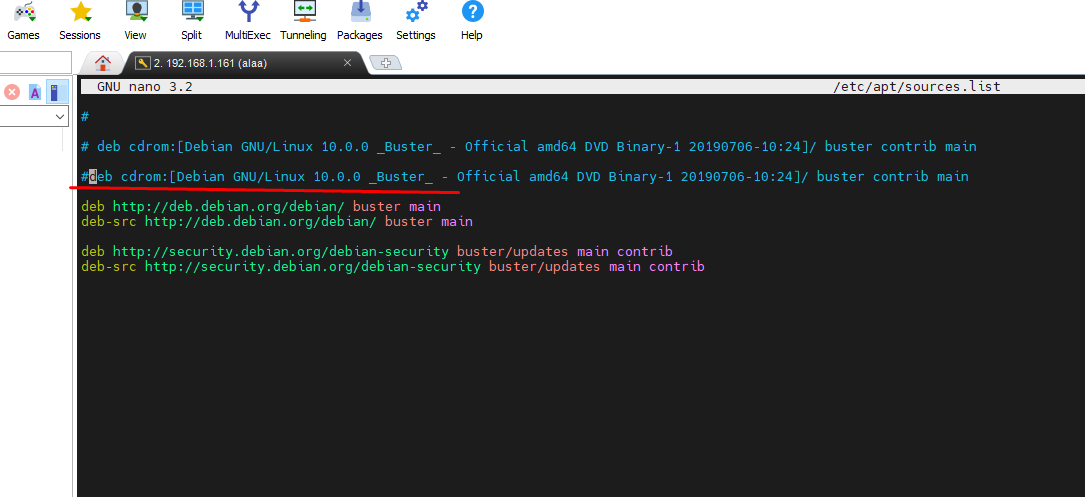 Games Sessions View Split MultiExec Tunneling Packages Settings Help
2. 192.168.1.161 (alaa)
GNU nano 3.2 /etc/apt/sources.list
#
# deb cdrom:[Debian GNU/Linux 10.0.0 _Buster_ - Official amd64 DVD Binary-1 20190706-10:24]/ buster contrib main
#deb cdrom:[Debian GNU/Linux 10.0.0 _Buster_ - Official amd64 DVD Binary-1 20190706-10:24]/ buster contrib main
deb http://deb.debian.org/debian/ buster main
deb-src http://deb.debian.org/debian/ buster main
deb http://security.debian.org/debian-security buster/updates main contrib
deb-src http://security.debian.org/debian-security buster/updates main contrib